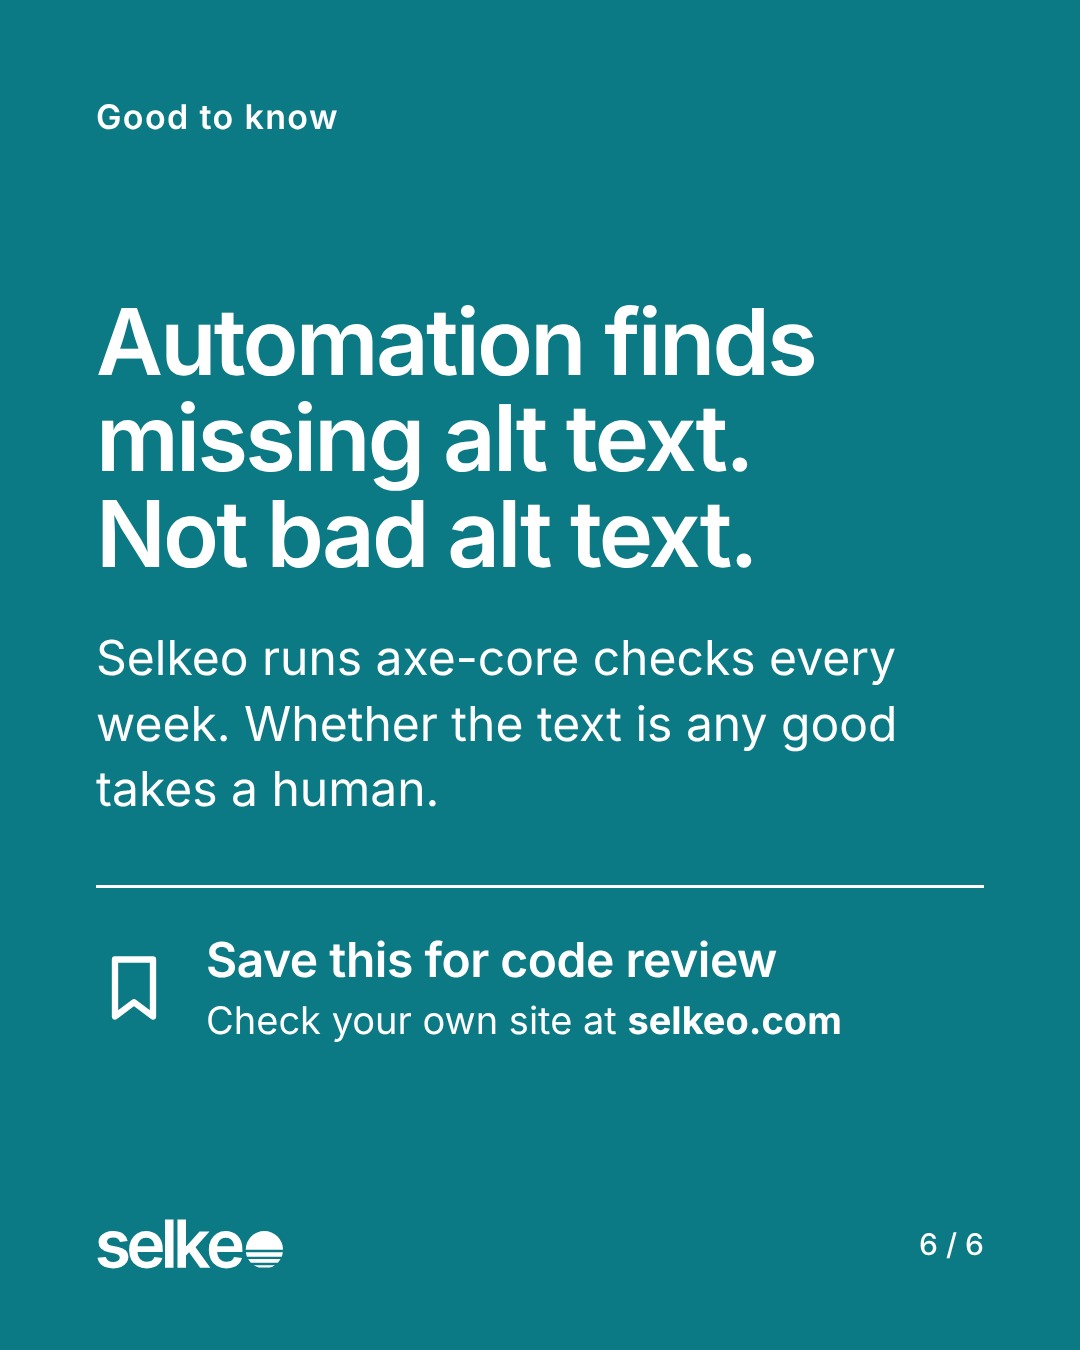 Good to know
Automation finds
missing alt text.
Not bad alt text.
Selkeo runs axe-core checks every
week. Whether the text is any good
takes a human.
Save this for code review
Check your own site at selkeo.com
selkeo
6 / 6